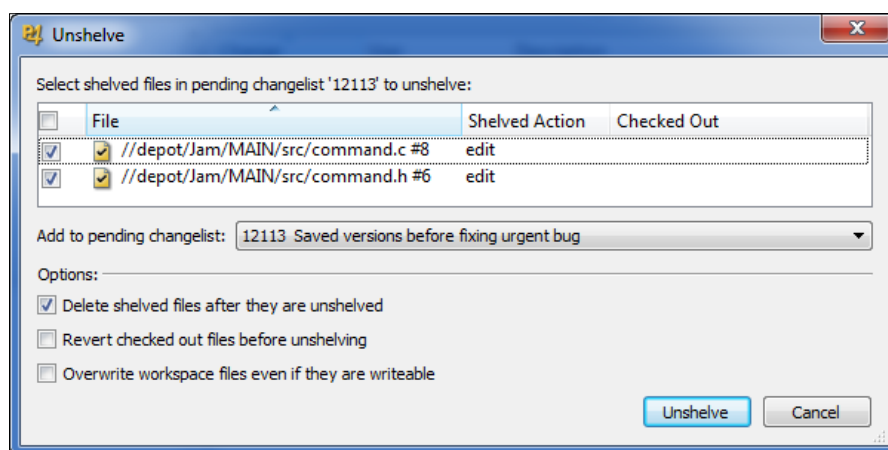 Unshelve
Select shelved files in pending changelist '12113' to unshelve:
File Shelved Action Checked Out
//depot/Jam/MAIN/src/command.c #8 edit
//depot/Jam/MAIN/src/command.h #6 edit
Add to pending changelist: 12113 Saved versions before fixing urgent bug
Options:
Delete shelved files after they are unshelved
Revert checked out files before unshelving
Overwrite workspace files even if they are writeable
Unshelve Cancel